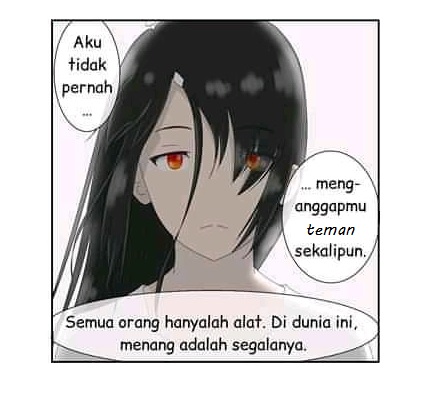 Aku
tidak
pernah
...
... meng-
anggapmu
teman
sekalipun.
Semua orang hanyalah alat. Di dunia ini,
menang adalah segalanya.